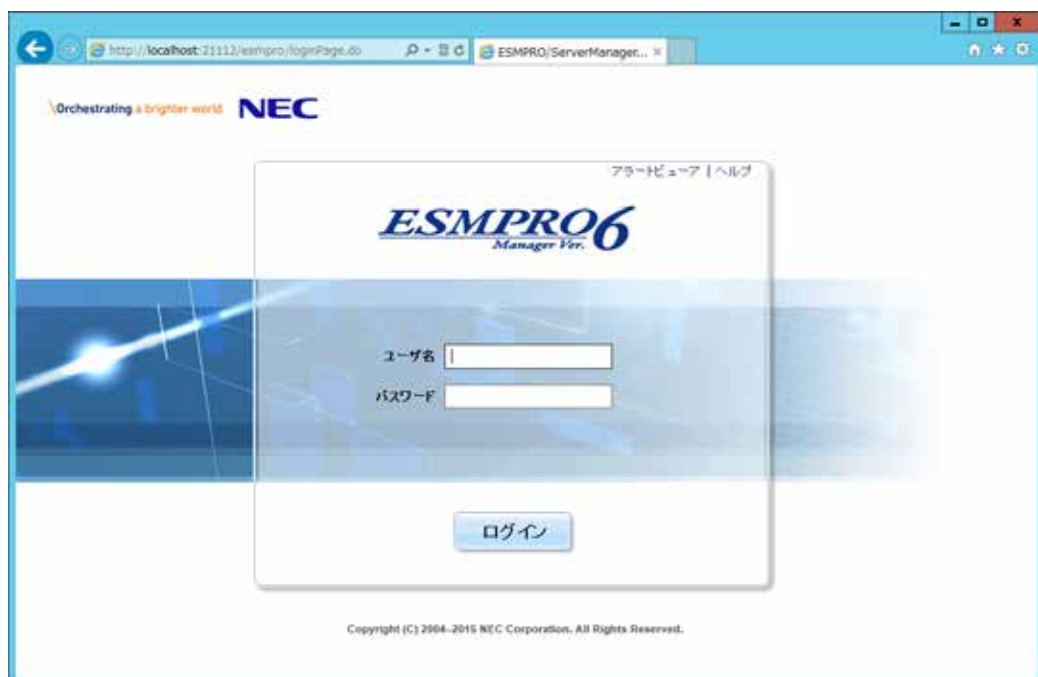 http://localhost:21112/esmpro/loginPage.do
ESMPRO/ServerManager...
\Orchestrating a brighter world NEC
アラートビューア | ヘルプ
ESMPRO6
Manager Ver.
ユーザ名
パスワード
ログイン
Copyright (C) 2004-2015 NEC Corporation. All Rights Reserved.